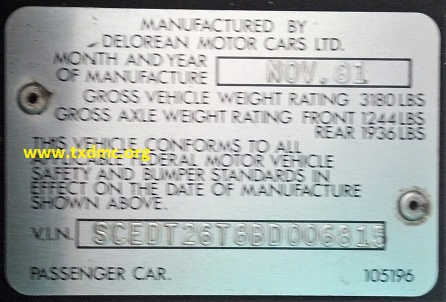 MANUFACTURED BY
DELOREAN MOTOR CARS LTD.
MONTH AND YEAR
OF MANUFACTURE NOV.81
GROSS VEHICLE WEIGHT RATING 3180 LBS
GROSS AXLE WEIGHT RATING FRONT 1244 LBS
REAR 1936 LBS
THIS VEHICLE CONFORMS TO ALL
www.txdmc.org
FEDERAL MOTOR VEHICLE
SAFETY AND BUMPER STANDARDS IN
EFFECT ON THE DATE OF MANUFACTURE
SHOWN ABOVE.
V.I.N. SCEDT26T8BD006815
PASSENGER CAR. 105196